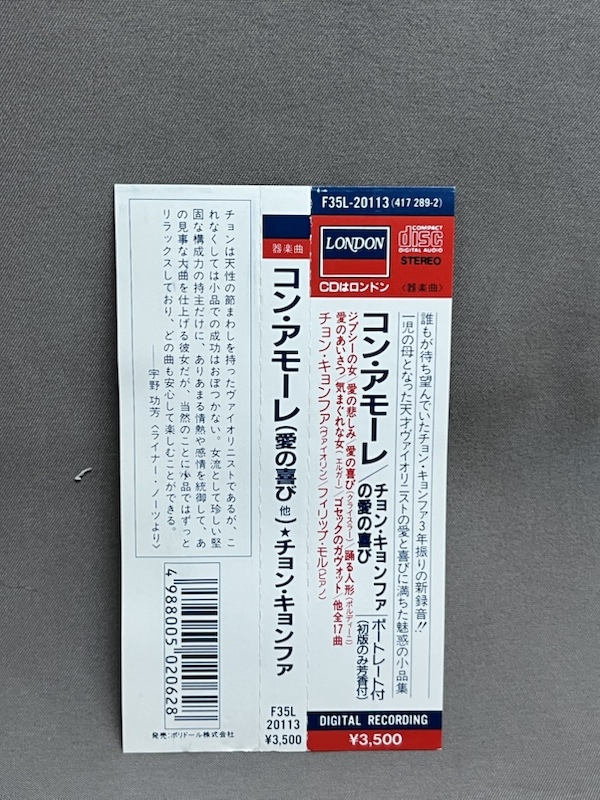 F35L-20113 (417 289-2)
LONDON
CDはロンドン
COMPACT
disc
DIGITAL AUDIO
STEREO
〈器楽曲〉
誰もが待ち望んでいたチョン・キョンファ3年振りの新録音!!
一児の母となった天才ヴァイオリニストの愛と喜びに満ちた魅惑の小品集
コン・アモーレ/チョン・キョンファの愛の喜び
ポートレート付
(初版のみ芳香付)
ジプシーの女/愛の悲しみ/愛の喜び(クライスラー)/踊る人形(ポルディーニ)
愛のあいさつ/気まぐれな女(エルガー)/ゴセックのガヴォット/他全17曲
チョン・キョンファ(ヴァイオリン)/フィリップ・モル(ピアノ)
DIGITAL RECORDING
¥3,500
器楽曲
コン・アモーレ(愛の喜び 他)★チョン・キョンファ
F35L
20113
¥3,500
チョンは天性の節まわしを持ったヴァイオリニストであるが、こ
れなくしては小品での成功はおぼつかない。女流として珍しい堅
固な構成力の持主だけに、ありあまる情熱や感情を統御して、あ
の見事な大曲を仕上げる彼女だが、当然のことに小品ではずっと
リラックスしており、どの曲も安心して楽しむことができる。
——宇野 功芳〈ライナー・ノーツより〉
4 988005 020628
発売:ポリドール株式会社